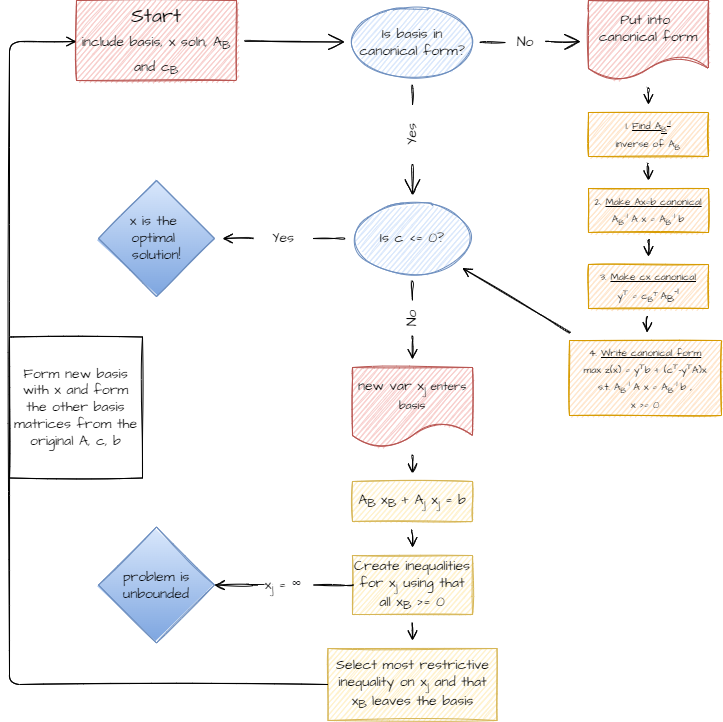 Start
include basis, x soln, A_B
and c_B
Is basis in
canonical form?
No
Put into
canonical form
Yes
1. Find A_B^-1
inverse of A_B
2. Make Ax=b canonical
A_B^-1 A x = A_B^-1 b
3. Make cx canonical
y^T = c_B^T A_B^-1
4. Write canonical form
max z(x) = y^T b + (c^T-y^T A)x
s.t. A_B^-1 A x = A_B^-1 b ,
x >= 0
Is c <= 0?
Yes
x is the
optimal
solution!
No
new var x_j enters
basis
A_B x_B + A_j x_j = b
Create inequalities
for x_j using that
all x_B >= 0
x_j = ∞
problem is
unbounded
Select most restrictive
inequality on x_j and that
x_B leaves the basis
Form new basis
with x and form
the other basis
matrices from the
original A, c, b